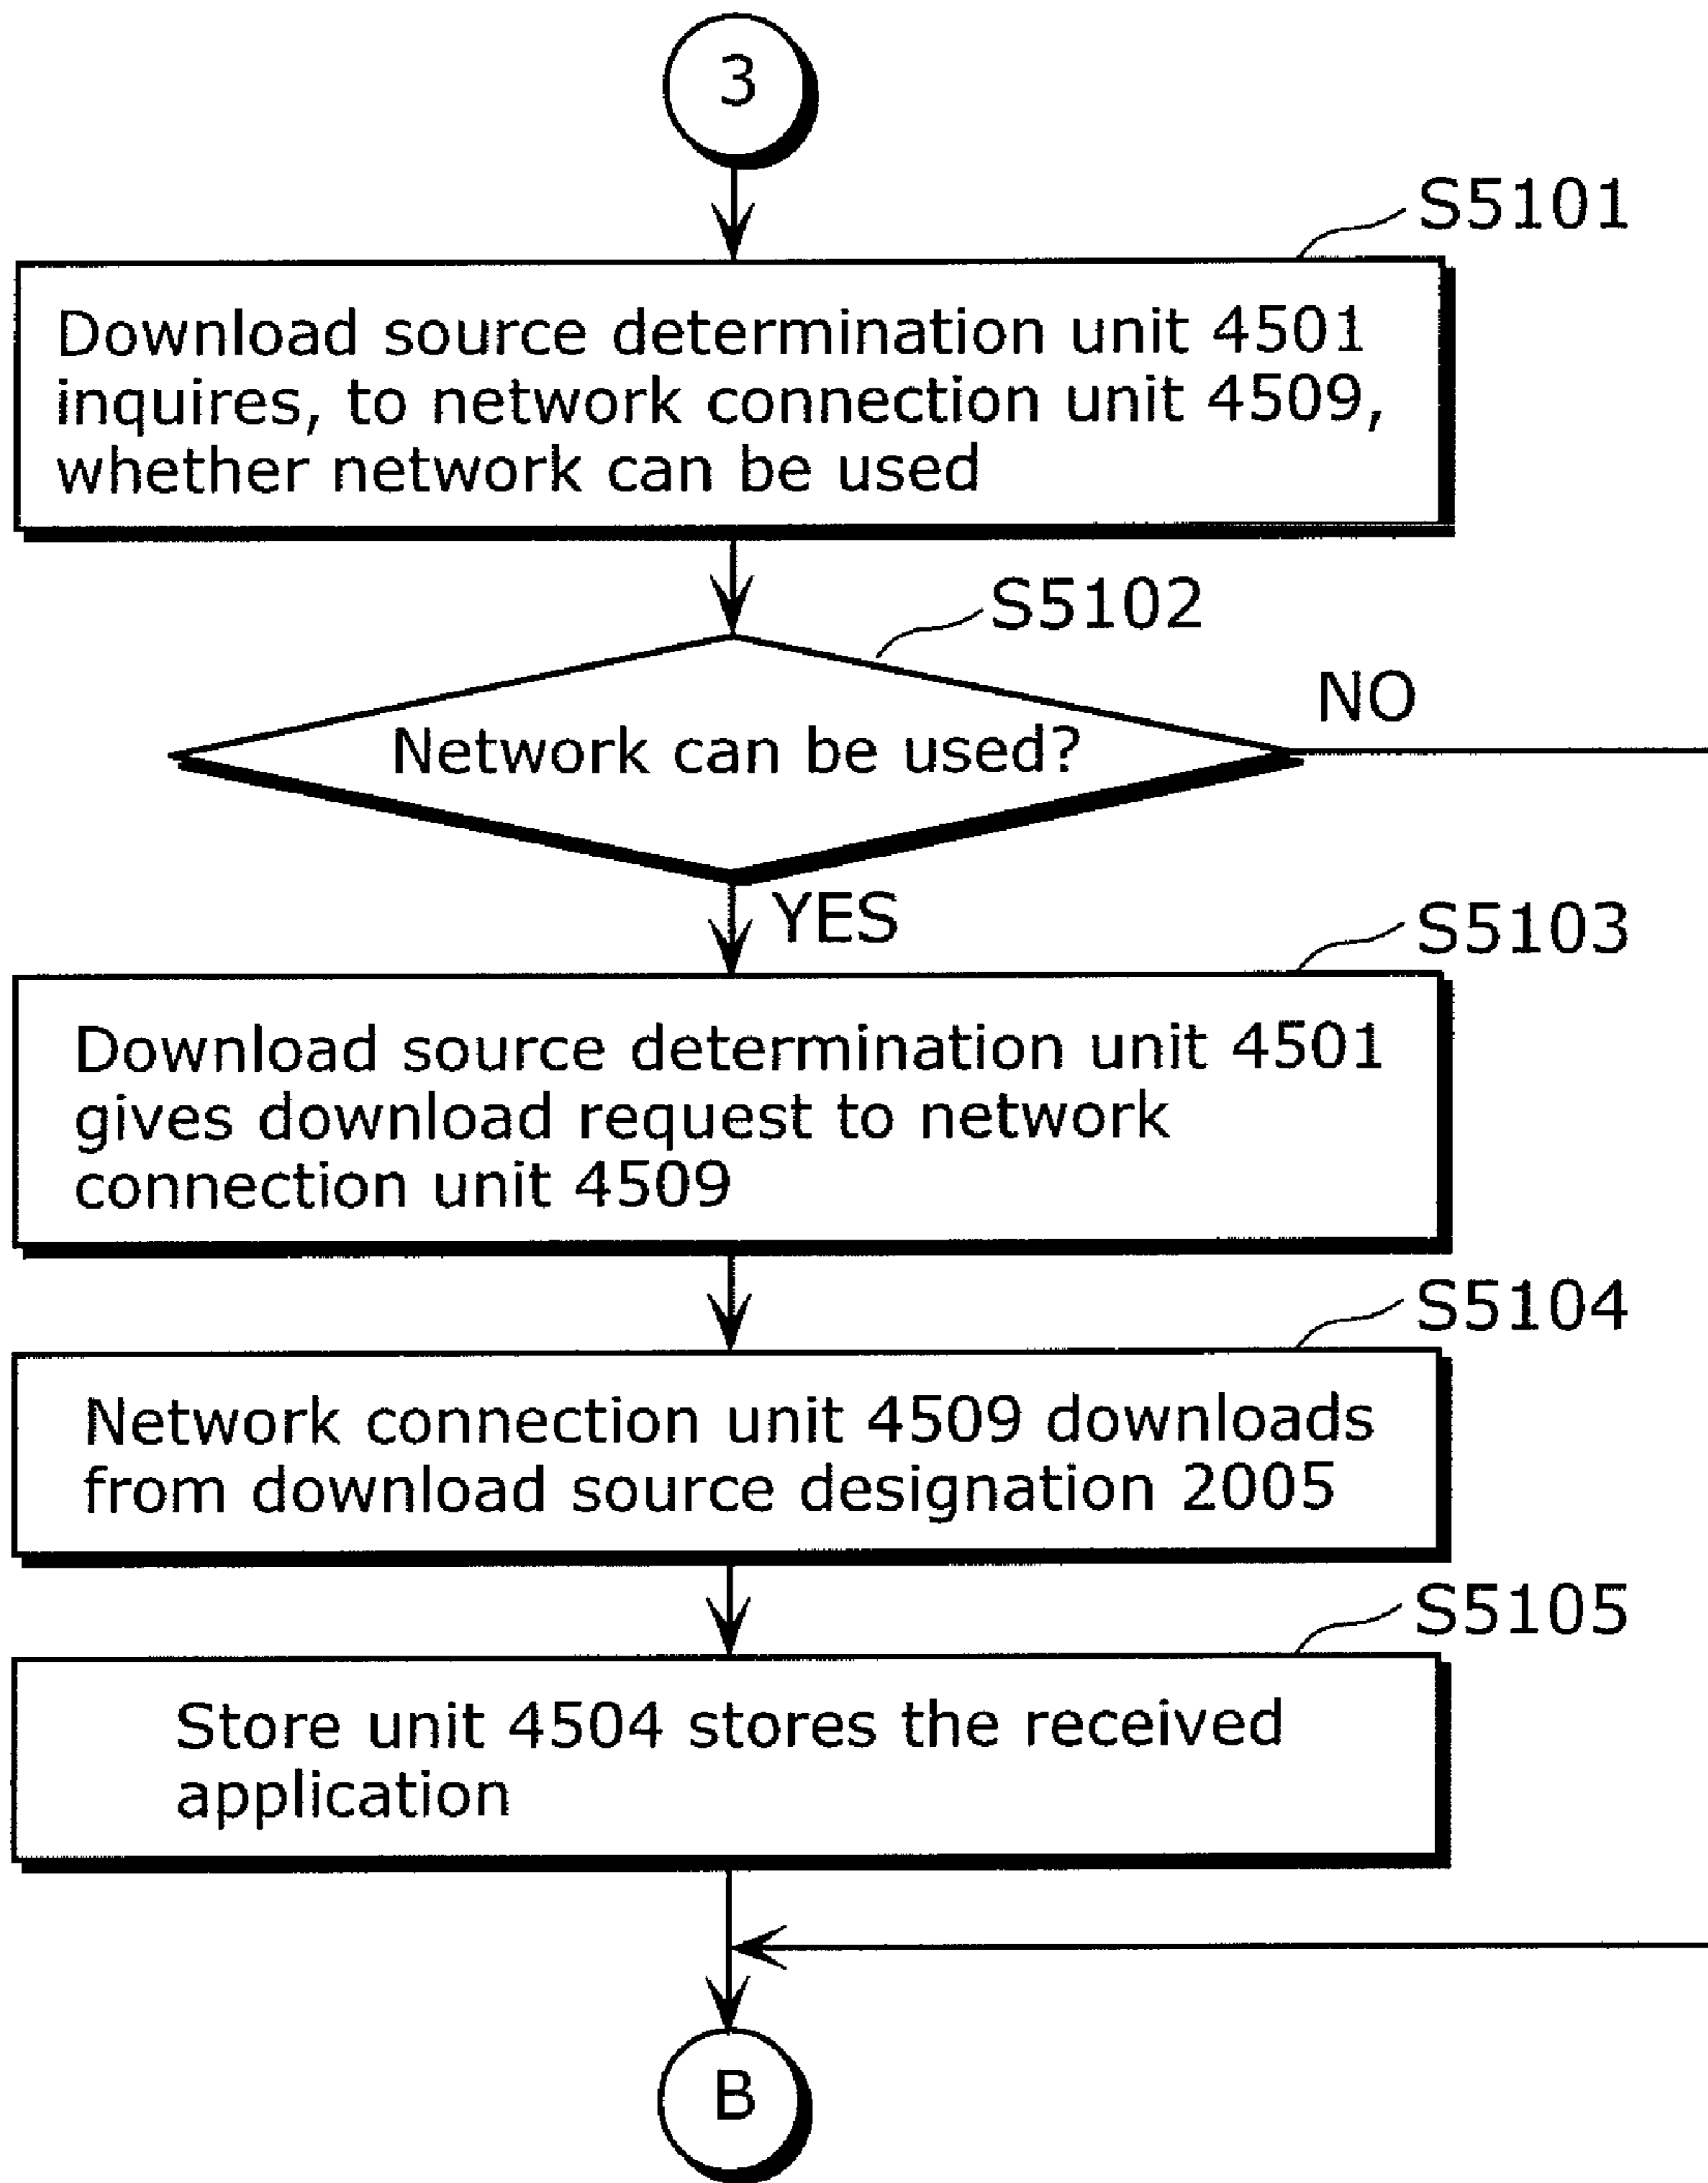 3
S5101
Download source determination unit 4501
inquires, to network connection unit 4509,
whether network can be used
S5102
Network can be used?
NO
YES
S5103
Download source determination unit 4501
gives download request to network
connection unit 4509
S5104
Network connection unit 4509 downloads
from download source designation 2005
S5105
Store unit 4504 stores the received
application
B